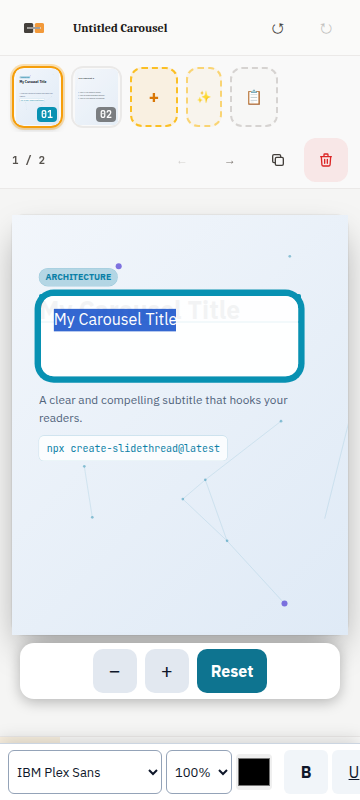 Untitled Carousel
01
02
+
1 / 2
← →
ARCHITECTURE
My Carousel Title
My Carousel Title
A clear and compelling subtitle that hooks your
readers.
npx create-slidethread@latest
− + Reset
IBM Plex Sans 100% B U